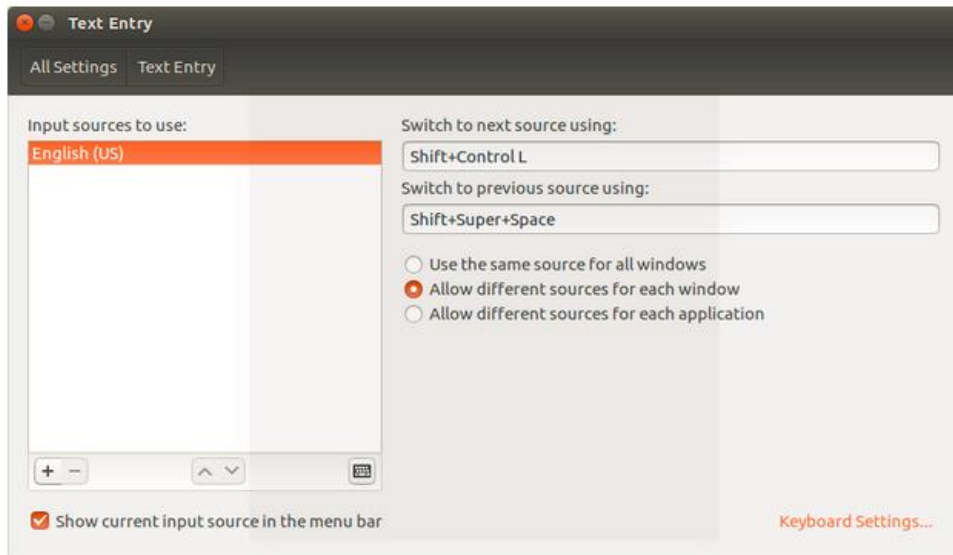 Text Entry
All Settings Text Entry
Input sources to use:
English (US)
Switch to next source using:
Shift+Control L
Switch to previous source using:
Shift+Super+Space
Use the same source for all windows
Allow different sources for each window
Allow different sources for each application
Show current input source in the menu bar
Keyboard Settings...